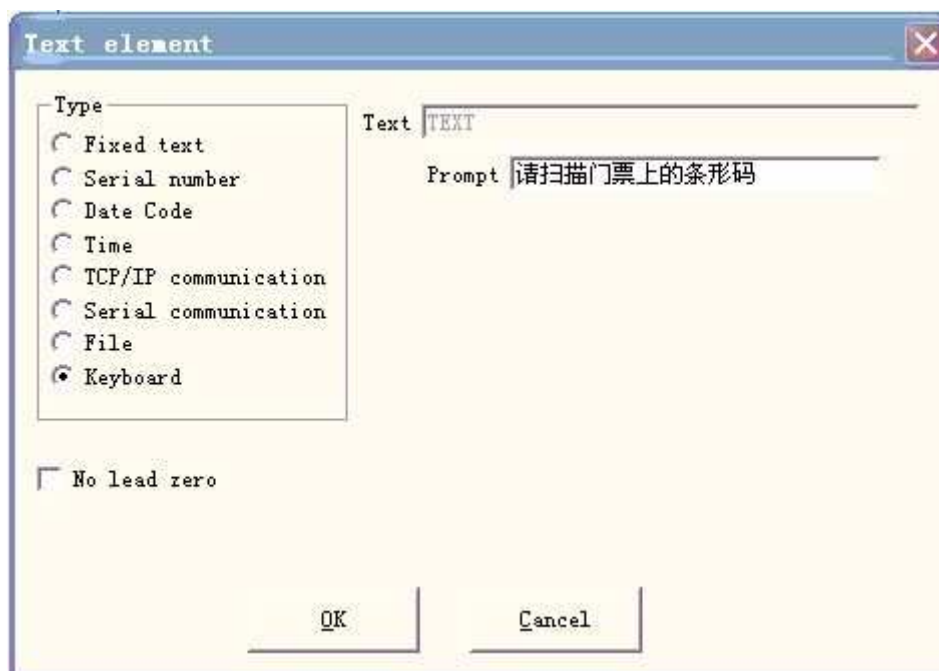 Text element
Type
Fixed text
Serial number
Date Code
Time
TCP/IP communication
Serial communication
File
Keyboard
Text TEXT
Prompt 请扫描门票上的条形码
No lead zero
OK Cancel